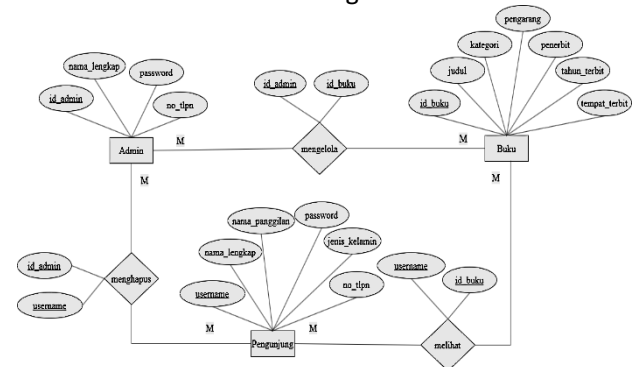 pengarang
kategori
penerbit
nama_lengkap
password
judul
tahun_terbit
id_admin
id_buku
id_admin
no_tlpn
id_buku
tempat_terbit
Admin
M
mengelola
M
Buku
M
M
nama_panggilan
password
nama_lengkap
jenis_kelamin
id_admin
menghapus
username
id_buku
username
username
no_tlpn
M
M
Pengunjung
melihat